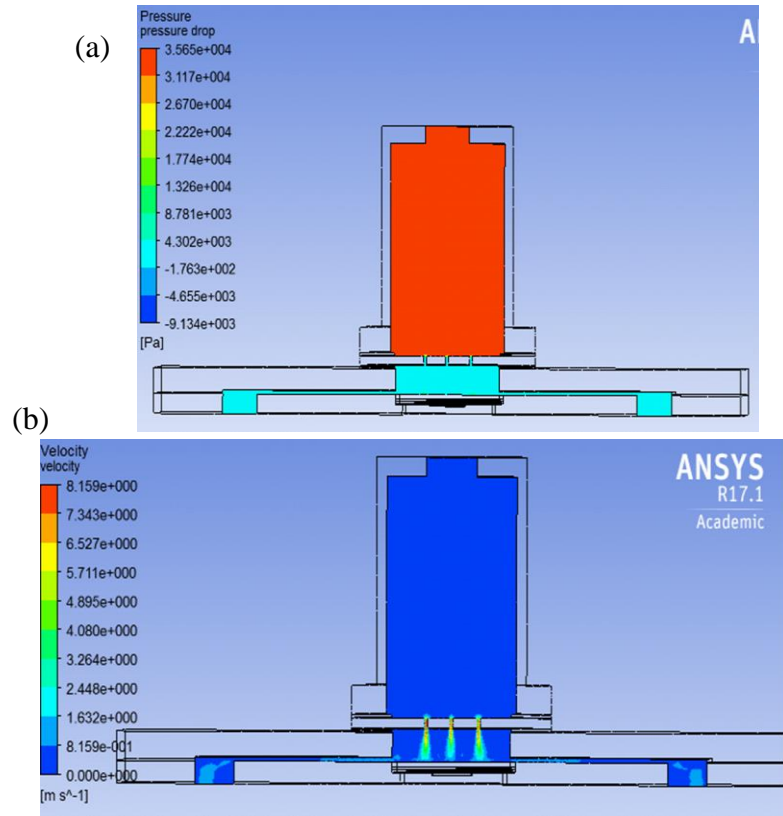 (a)
Pressure
pressure drop
3.565e+004
3.117e+004
2.670e+004
2.222e+004
1.774e+004
1.326e+004
8.781e+003
4.302e+003
-1.763e+002
-4.655e+003
-9.134e+003
[Pa]
(b)
Velocity
velocity
8.159e+000
7.343e+000
6.527e+000
5.711e+000
4.895e+000
4.080e+000
3.264e+000
2.448e+000
1.632e+000
8.159e-001
0.000e+000
[m s^-1]
ANSYS
R17.1
Academic